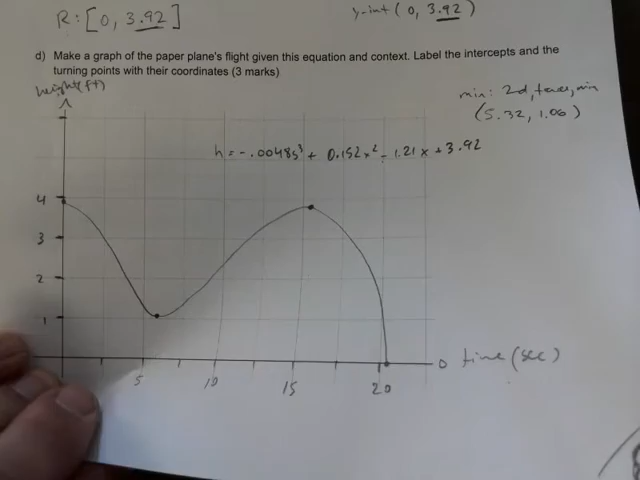 R: [0, 3.92]
y-int (0, 3.92)
d) Make a graph of the paper plane's flight given this equation and context. Label the intercepts and the
turning points with their coordinates (3 marks)
height (ft)
min: 2nd, trace, min
(5.32, 1.06)
h = -.0048s³ + 0.152x² - 1.21x + 3.92
4
3
2
1
5
10
15
20
0
time (sec)